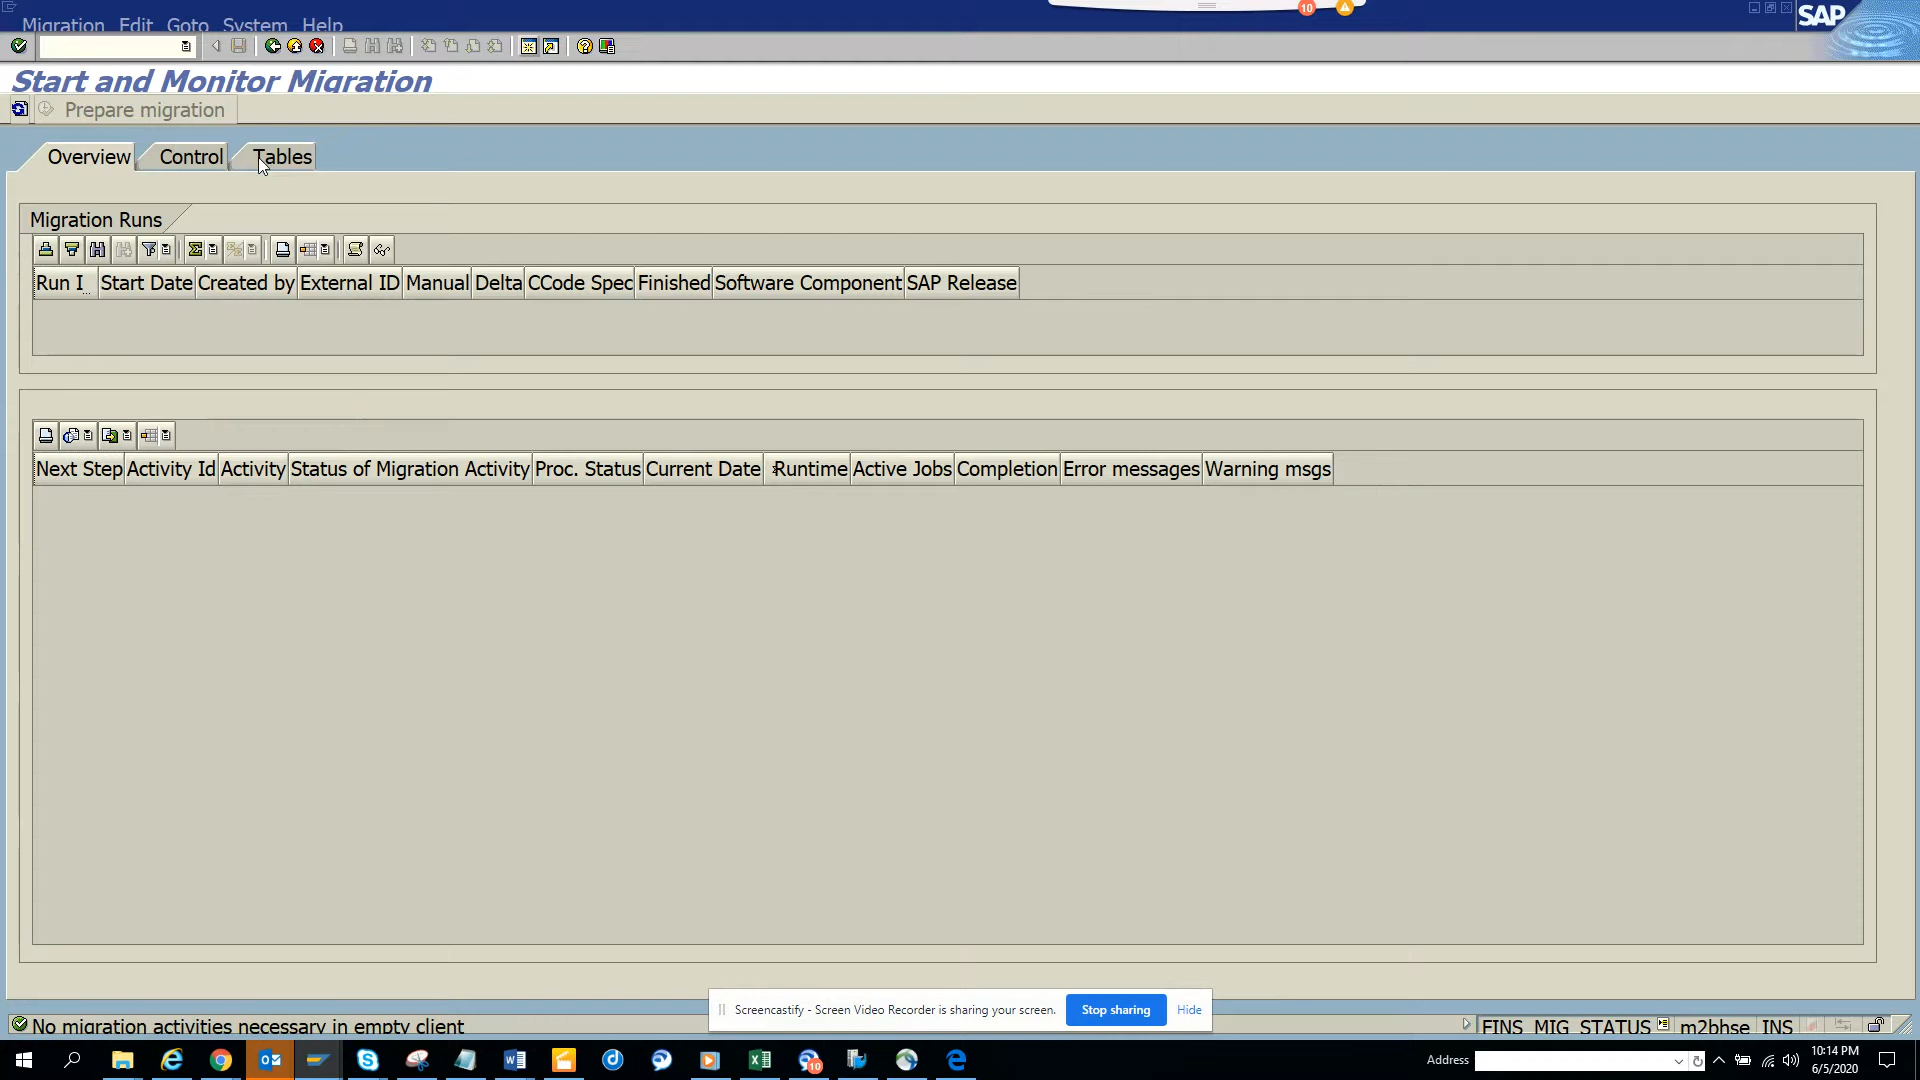 Migration Edit Goto System Help
10
SAP
Start and Monitor Migration
Prepare migration
Overview Control Tables
Migration Runs
Run I... Start Date Created by External ID Manual Delta CCode Spec Finished Software Component SAP Release
Next Step Activity Id Activity Status of Migration Activity Proc. Status Current Date Runtime Active Jobs Completion Error messages Warning msgs
Screencastify - Screen Video Recorder is sharing your screen. Stop sharing Hide
No migration activities necessary in empty client
FINS_MIG_STATUS m2bhse INS
10
Address
10:14 PM
6/5/2020